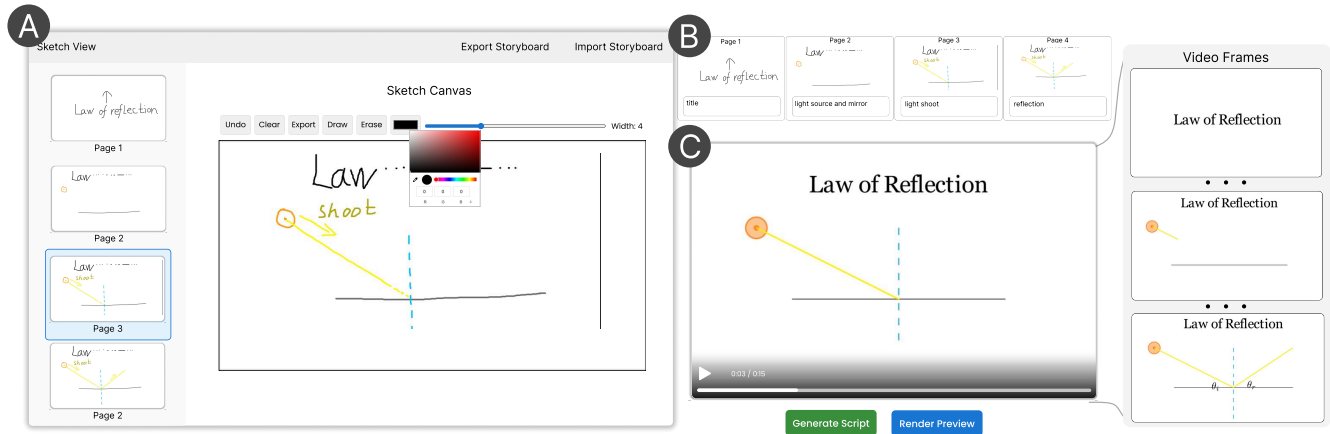 A
Sketch View
Export Storyboard
Import Storyboard
Law of reflection
Page 1
Law
Page 2
Law
shoot
Page 3
Law
shoot
Page 2
Sketch Canvas
Undo
Clear
Export
Draw
Erase
Width: 4
0
0
0
R
G
B
Law
shoot
B
Page 1
Law of reflection
title
Page 2
Law
light source and mirror
Page 3
Law
shoot
light shoot
Page 4
Law
shoot
reflection
C
Law of Reflection
0:03 / 0:15
Generate Script
Render Preview
Video Frames
Law of Reflection
Law of Reflection
Law of Reflection
θi
θr